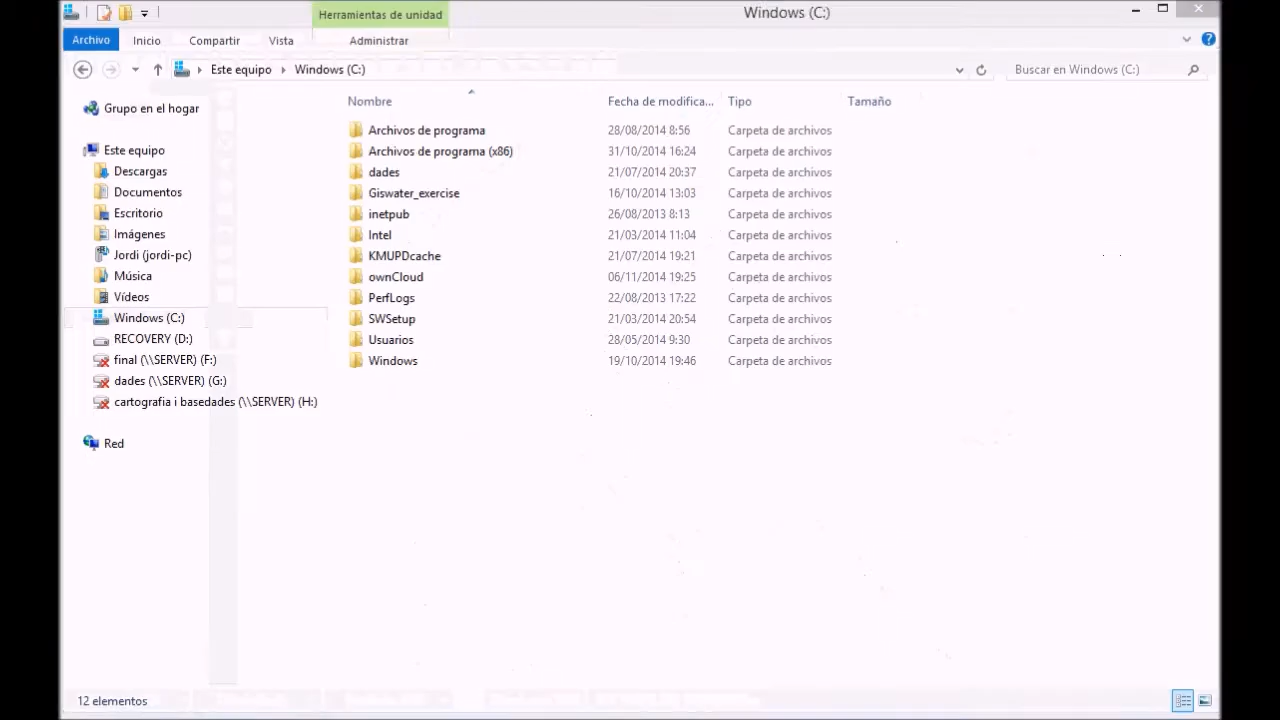 Herramientas de unidad
Windows (C:)
Archivo Inicio Compartir Vista Administrar
Este equipo Windows (C:) Buscar en Windows (C:)
Grupo en el hogar
Este equipo
Descargas
Documentos
Escritorio
Imágenes
Jordi (jordi-pc)
Música
Vídeos
Windows (C:)
RECOVERY (D:)
final (\\SERVER) (F:)
dades (\\SERVER) (G:)
cartografia i basedades (\\SERVER) (H:)
Red
Nombre Fecha de modifica... Tipo Tamaño
Archivos de programa 28/08/2014 8:56 Carpeta de archivos
Archivos de programa (x86) 31/10/2014 16:24 Carpeta de archivos
dades 21/07/2014 20:37 Carpeta de archivos
Giswater_exercise 16/10/2014 13:03 Carpeta de archivos
inetpub 26/08/2013 8:13 Carpeta de archivos
Intel 21/03/2014 11:04 Carpeta de archivos
KMUPDcache 21/07/2014 19:21 Carpeta de archivos
ownCloud 06/11/2014 19:25 Carpeta de archivos
PerfLogs 22/08/2013 17:22 Carpeta de archivos
SWSetup 21/03/2014 20:54 Carpeta de archivos
Usuarios 28/05/2014 9:30 Carpeta de archivos
Windows 19/10/2014 19:46 Carpeta de archivos
12 elementos